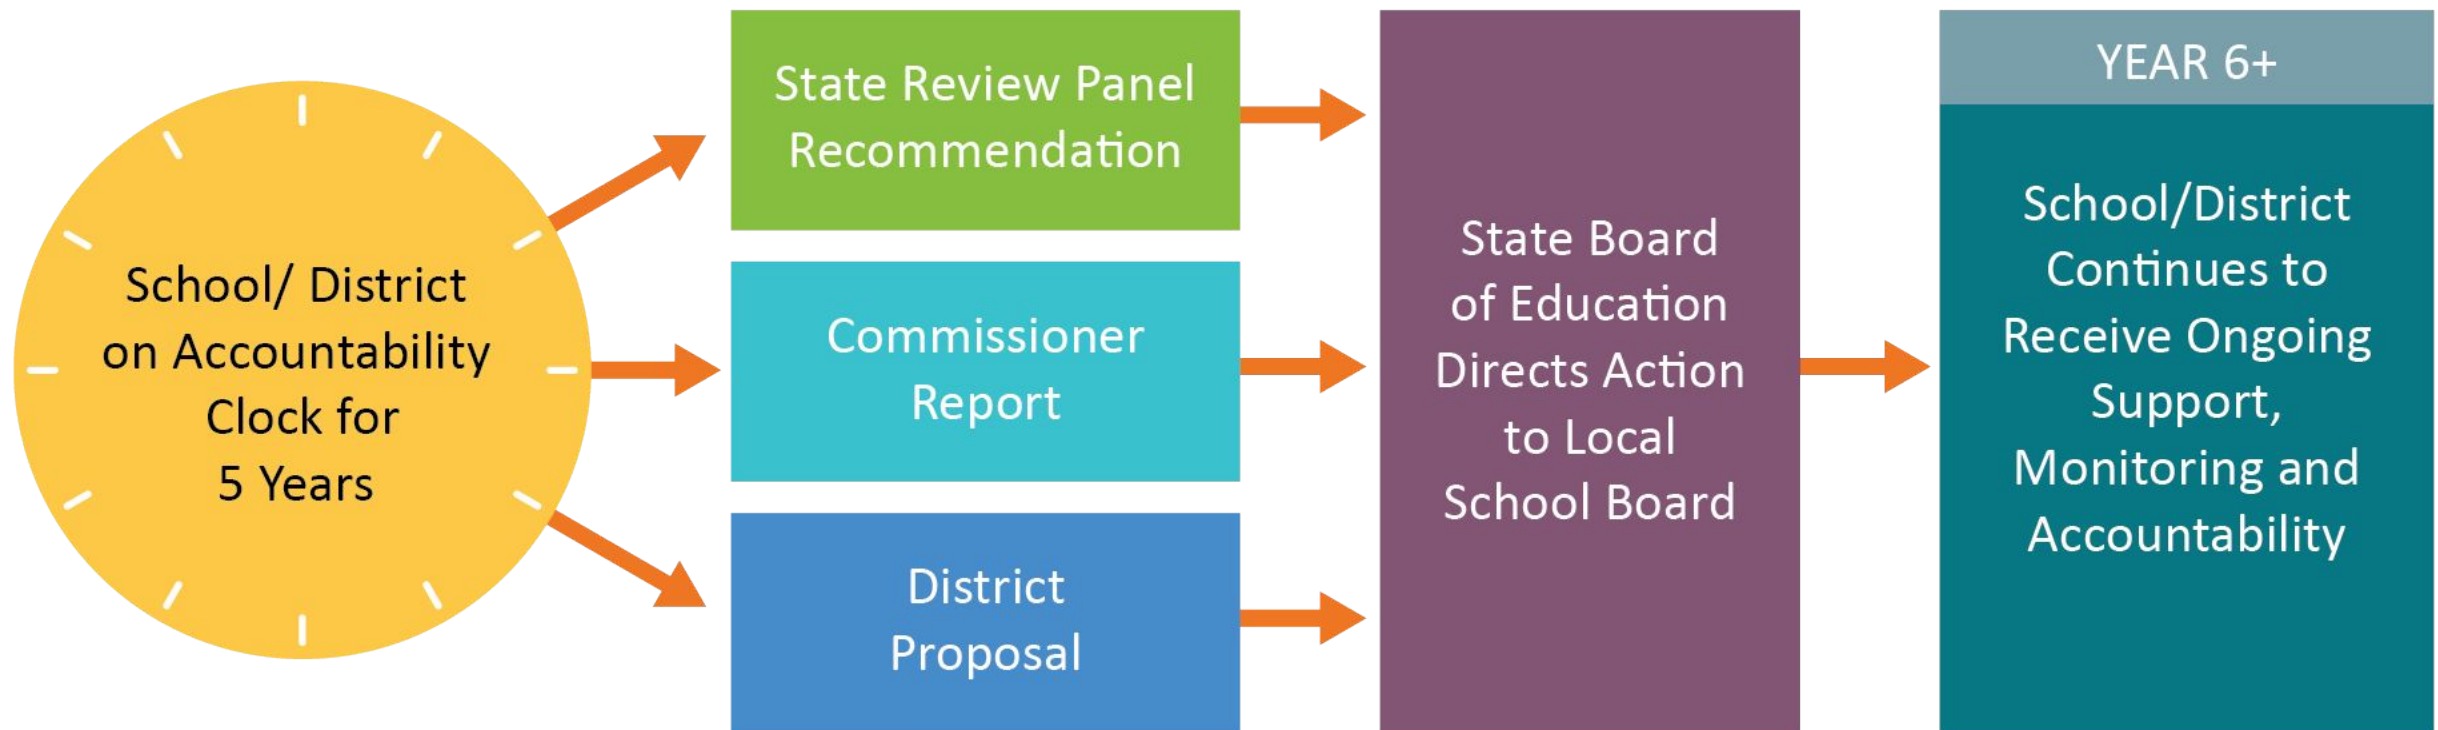 School/ District
on Accountability
Clock for
5 Years
State Review Panel
Recommendation
Commissioner
Report
District
Proposal
State Board
of Education
Directs Action
to Local
School Board
YEAR 6+
School/District
Continues to
Receive Ongoing
Support,
Monitoring and
Accountability